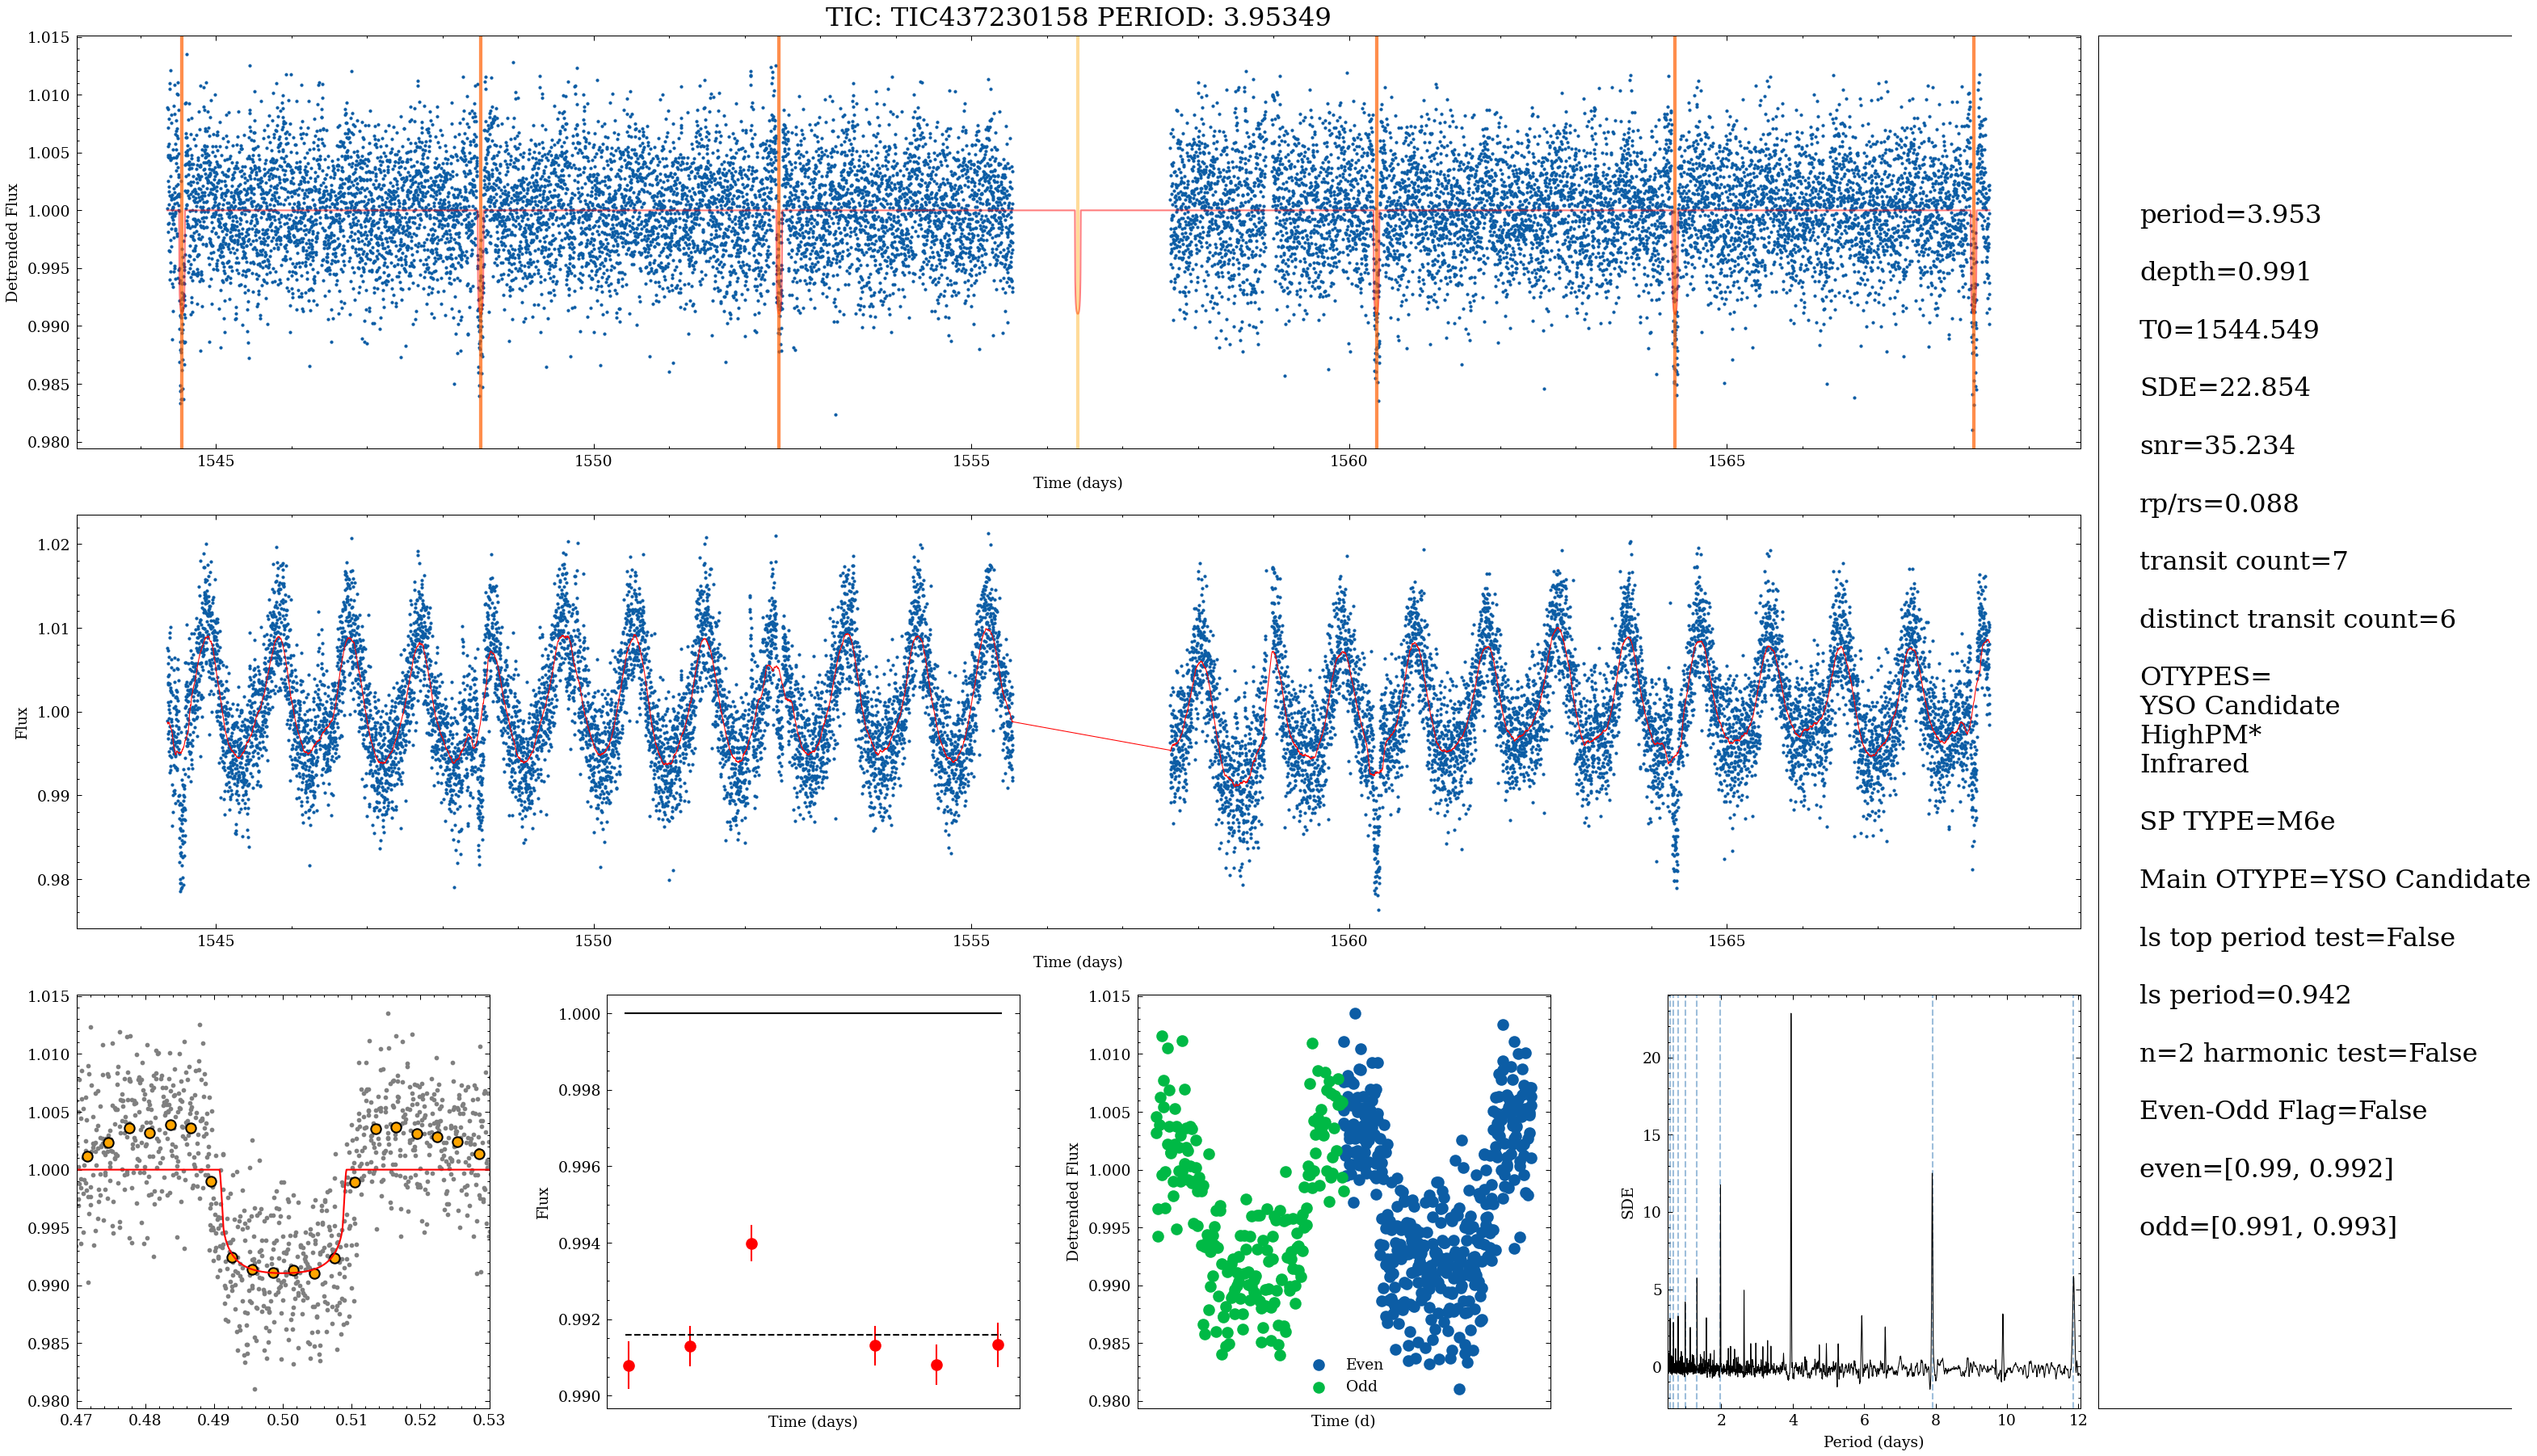 TIC: TIC437230158 PERIOD: 3.95349
1.015
1.010
1.005
1.000
0.995
0.990
0.985
0.980
Detrended Flux
1545
1550
1555
1560
1565
Time (days)
1.02
1.01
1.00
0.99
0.98
Flux
1545
1550
1555
1560
1565
Time (days)
1.015
1.010
1.005
1.000
0.995
0.990
0.985
0.980
0.47
0.48
0.49
0.50
0.51
0.52
0.53
1.000
0.998
0.996
0.994
0.992
0.990
Flux
Time (days)
1.015
1.010
1.005
1.000
0.995
0.990
0.985
0.980
Detrended Flux
Even
Odd
Time (d)
20
15
10
5
0
SDE
2
4
6
8
10
12
Period (days)
period=3.953
depth=0.991
T0=1544.549
SDE=22.854
snr=35.234
rp/rs=0.088
transit count=7
distinct transit count=6
OTYPES=
YSO Candidate
HighPM*
Infrared
SP TYPE=M6e
Main OTYPE=YSO Candidate
ls top period test=False
ls period=0.942
n=2 harmonic test=False
Even-Odd Flag=False
even=[0.99, 0.992]
odd=[0.991, 0.993]